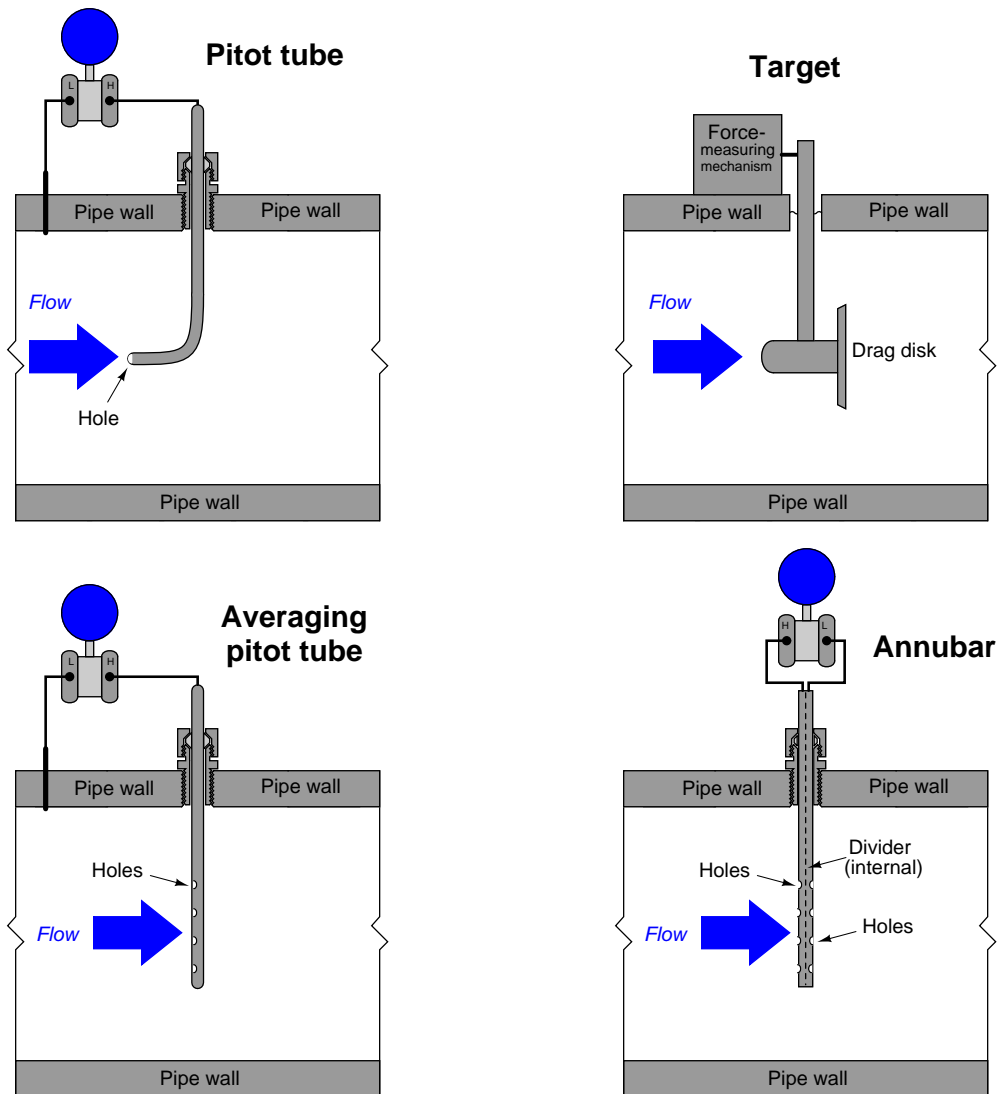 Pitot tube
L
H
Pipe wall
Pipe wall
Flow
Hole
Pipe wall
Target
Force-
measuring
mechanism
Pipe wall
Pipe wall
Flow
Drag disk
Pipe wall
Averaging
pitot tube
L
H
Pipe wall
Pipe wall
Holes
Flow
Pipe wall
Annubar
H
L
Pipe wall
Pipe wall
Divider
(internal)
Holes
Holes
Flow
Pipe wall